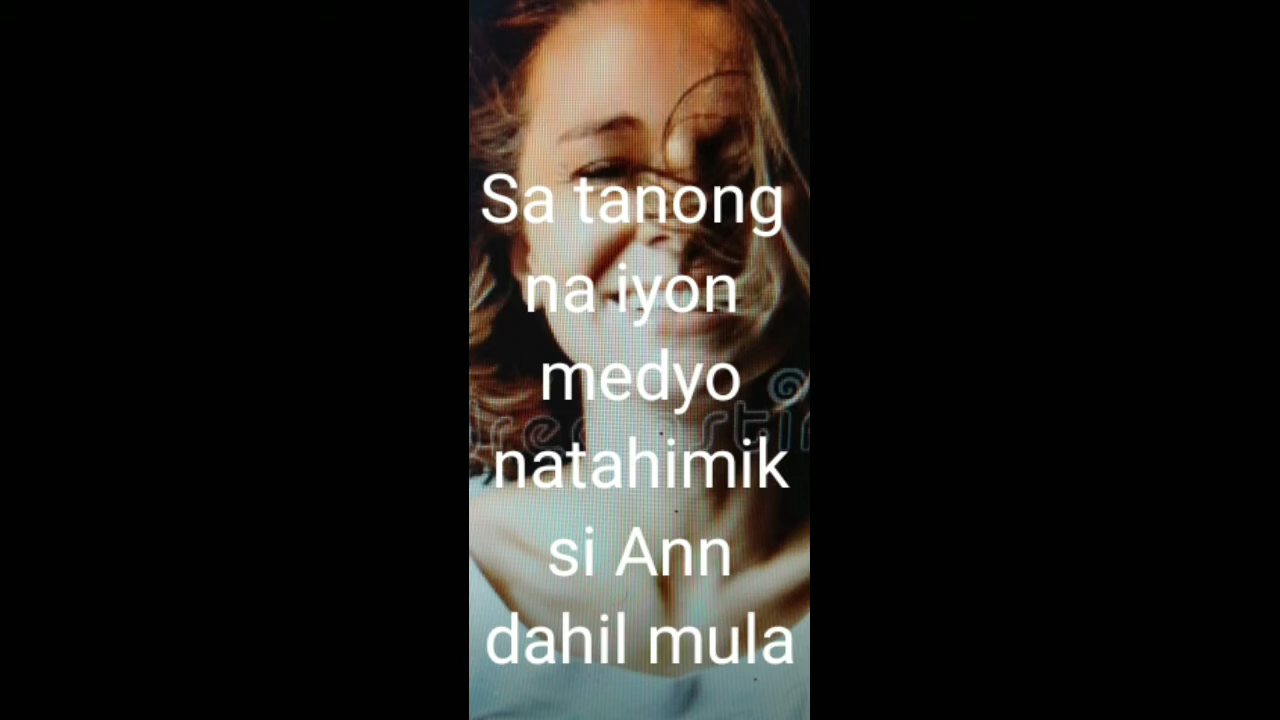 Sa tanong
na iyon
medyo
natahimik
si Ann
dahil mula